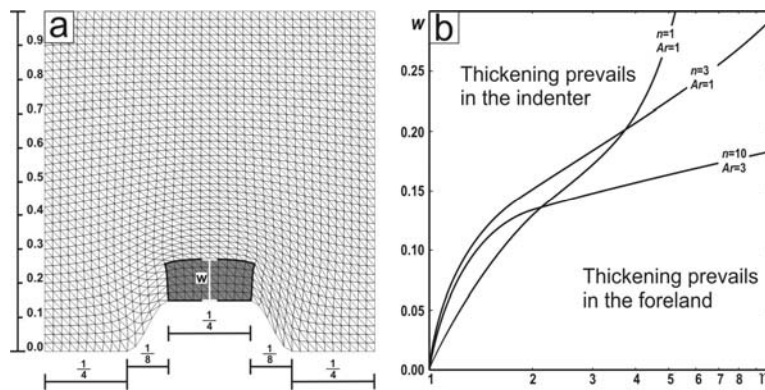 a
0.9
0.8
0.7
0.6
0.5
0.4
0.3
0.2
0.1
0.0
w
1/4
1/8
1/8
1/4
1/4
b
w
0.25
0.20
0.15
0.10
0.05
0.00
n=1
Ar=1
n=3
Ar=1
n=10
Ar=3
Thickening prevails
in the indenter
Thickening prevails
in the foreland
1 2 3 4 5 6 7 8